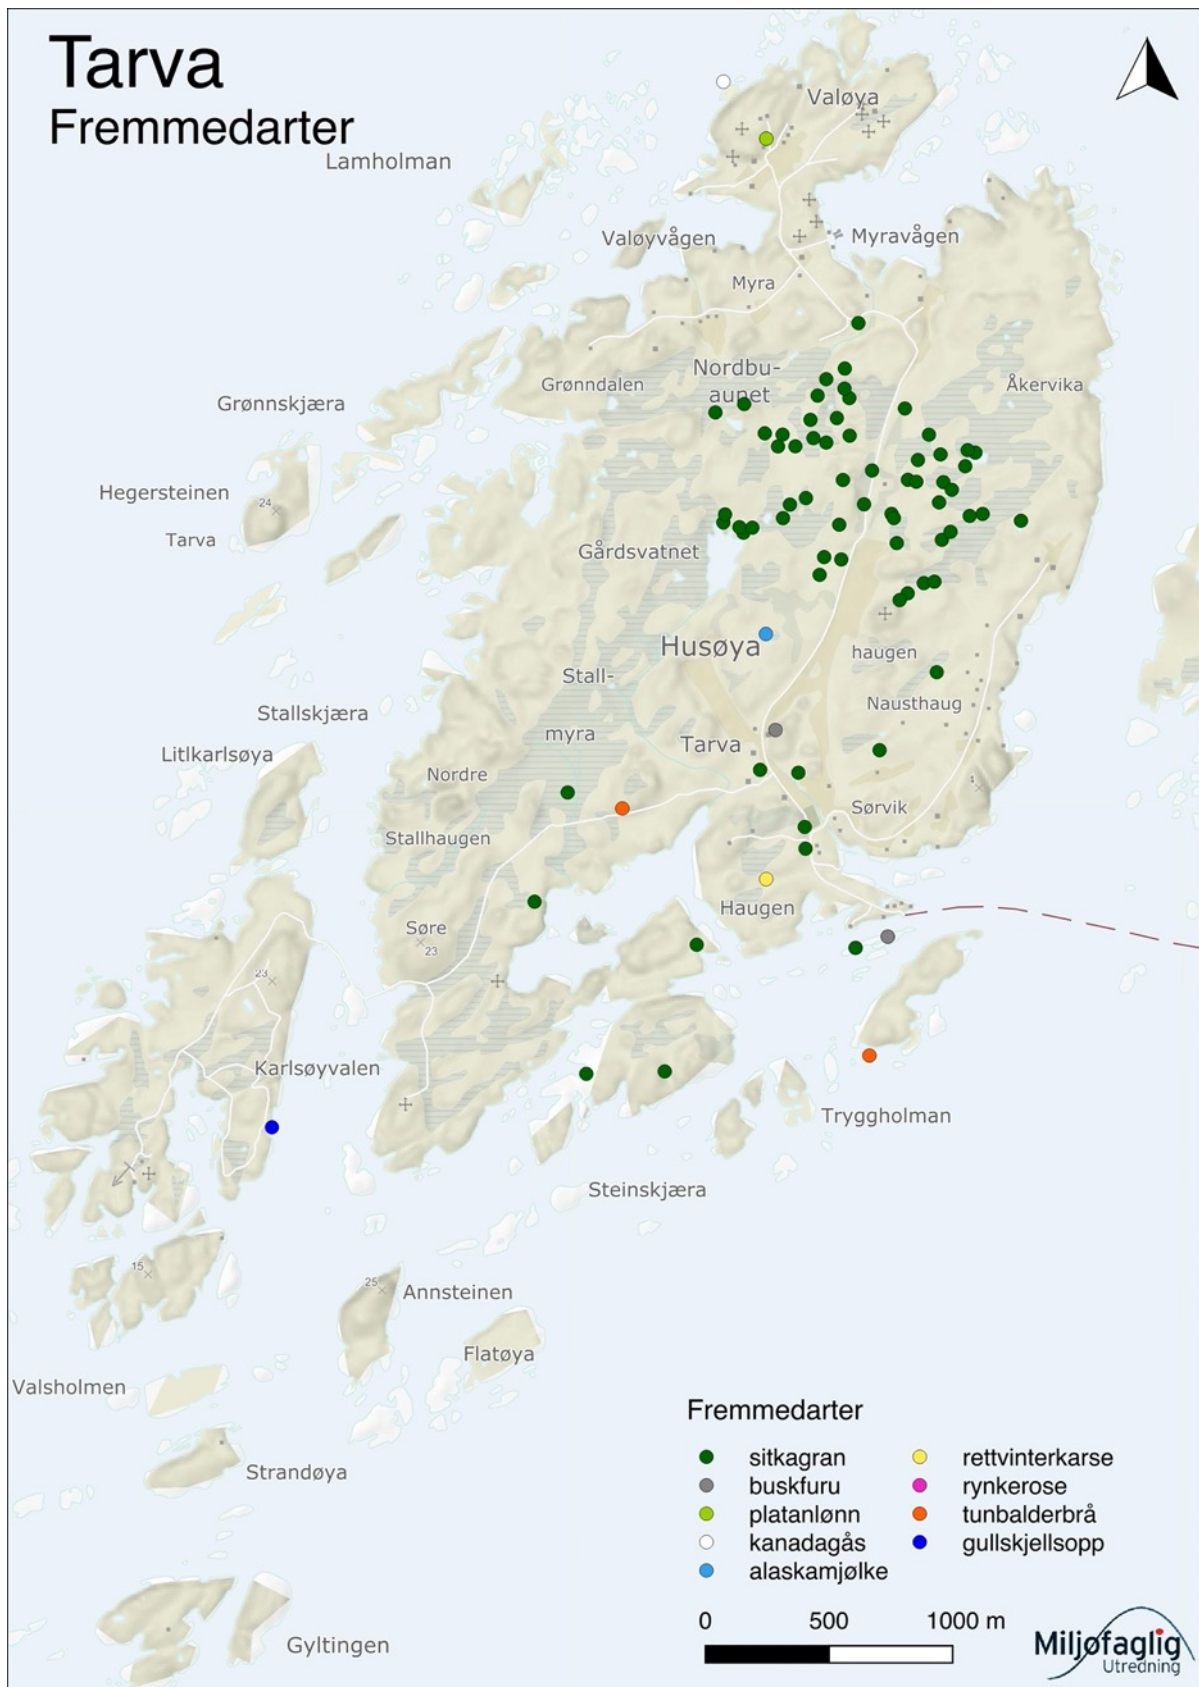 Tarva
Fremmedarter
Lamholman
Valøya
Valøyvågen
Myravågen
Myra
Nordbu-
aunet
Grønndalen
Åkervika
Grønnskjæra
Hegersteinen
24
Tarva
Gårdsvatnet
Husøya
haugen
Stall-
Nausthaug
Stallskjæra
myra
Tarva
Litlkarlsøya
Nordre
4
Sørvik
Stallhaugen
Haugen
Søre
23
23
Karlsøyvalen
Tryggholman
Steinskjæra
15
25
Annsteinen
Flatøya
Valsholmen
Strandøya
Gyltingen
Fremmedarter
sitkagran
buskfuru
platanlønn
kanadagås
alaskamjølke
rettvinterkarse
rynkerose
tunbalderbrå
gullskjellsopp
0 500 1000 m
Miljøfaglig
Utredning